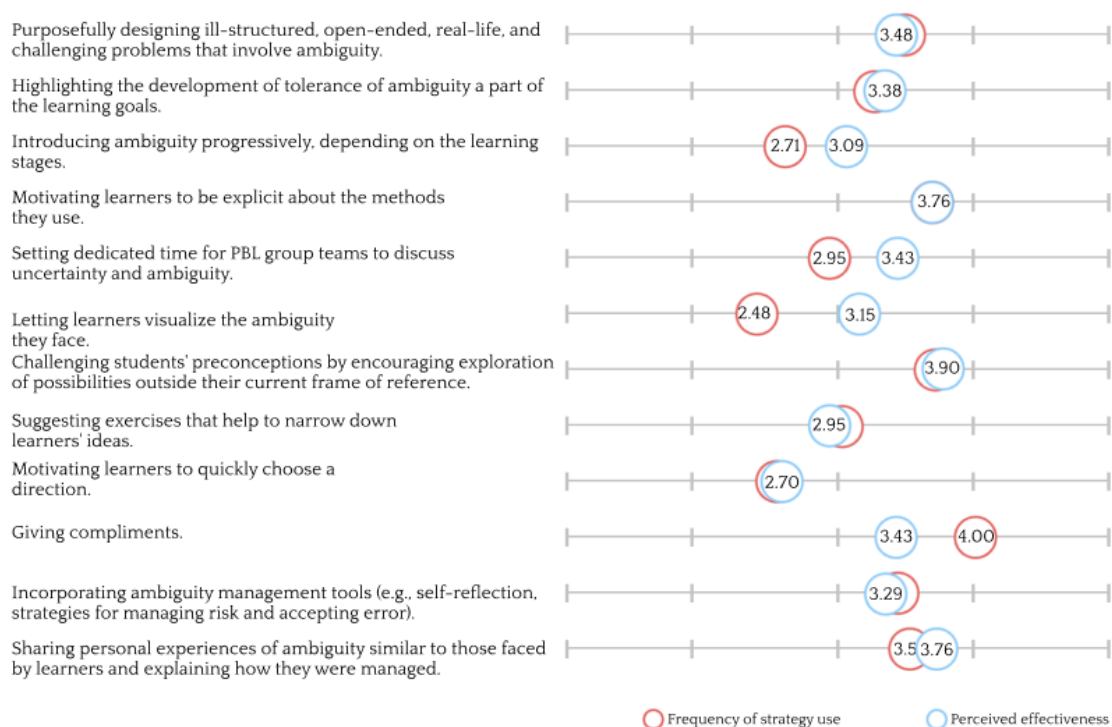 Purposefully designing ill-structured, open-ended, real-life, and
challenging problems that involve ambiguity.
3.48
Highlighting the development of tolerance of ambiguity a part of
the learning goals.
3.38
Introducing ambiguity progressively, depending on the learning
stages.
2.71 3.09
Motivating learners to be explicit about the methods
they use.
3.76
Setting dedicated time for PBL group teams to discuss
uncertainty and ambiguity.
2.95 3.43
Letting learners visualize the ambiguity
they face.
2.48 3.15
Challenging students' preconceptions by encouraging exploration
of possibilities outside their current frame of reference.
3.90
Suggesting exercises that help to narrow down
learners' ideas.
2.95
Motivating learners to quickly choose a
direction.
2.70
Giving compliments.
3.43 4.00
Incorporating ambiguity management tools (e.g., self-reflection,
strategies for managing risk and accepting error).
3.29
Sharing personal experiences of ambiguity similar to those faced
by learners and explaining how they were managed.
3.5 3.76
Frequency of strategy use Perceived effectiveness